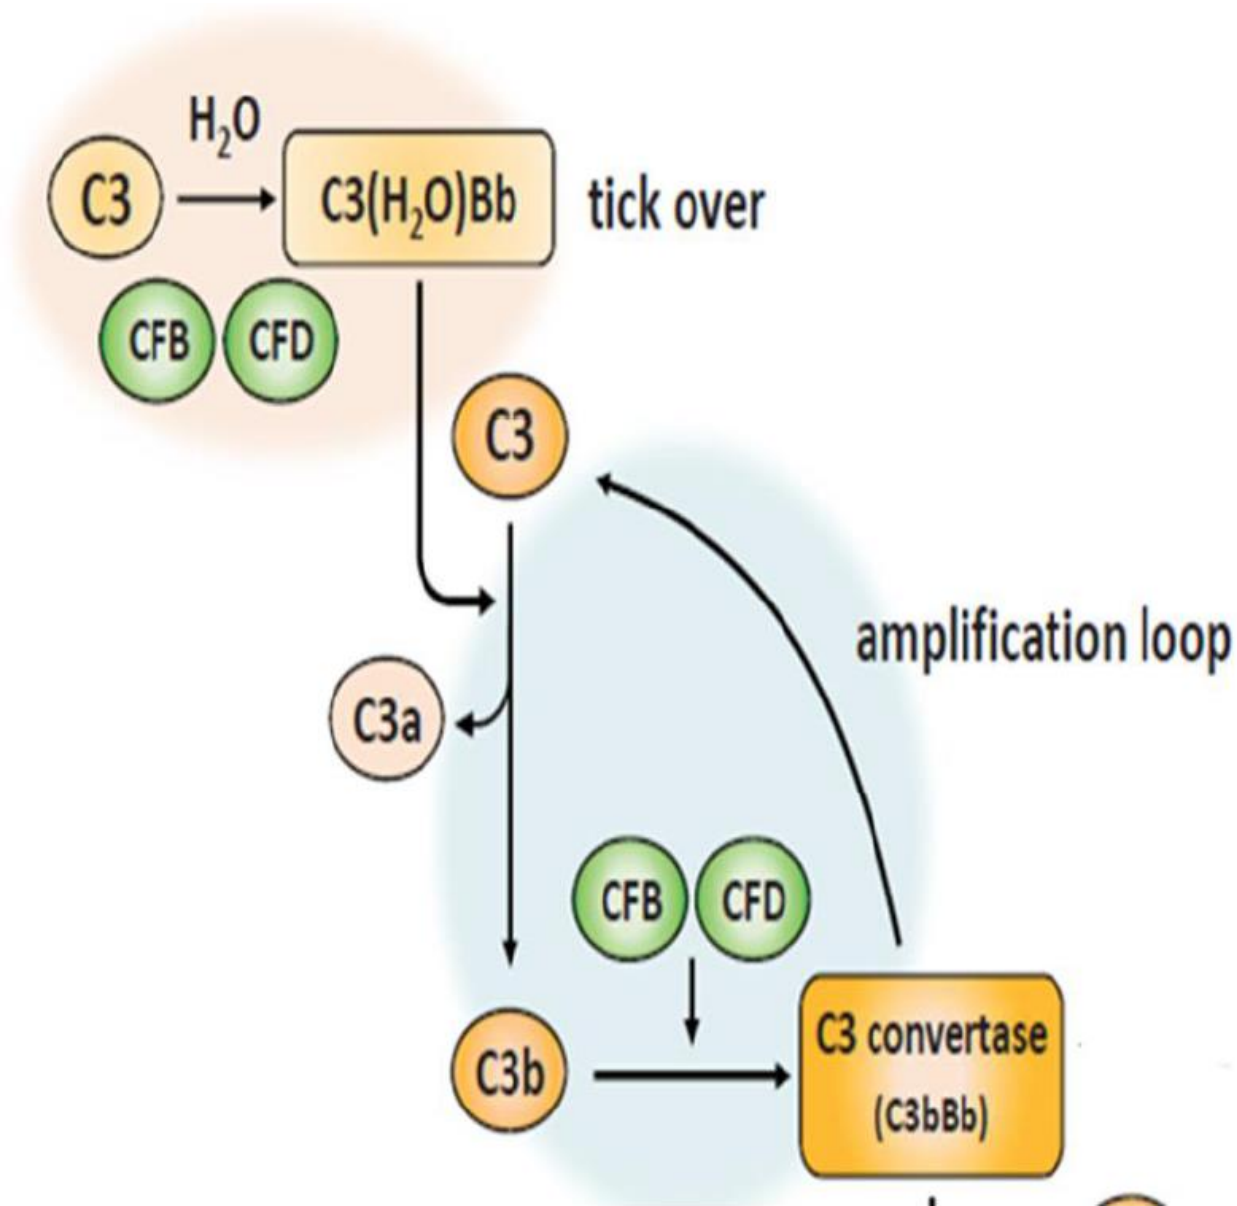 H₂O
C3
C3(H₂O)Bb
tick over
CFB
CFD
C3
amplification loop
C3a
CFB
CFD
C3b
C3 convertase
(C3bBb)